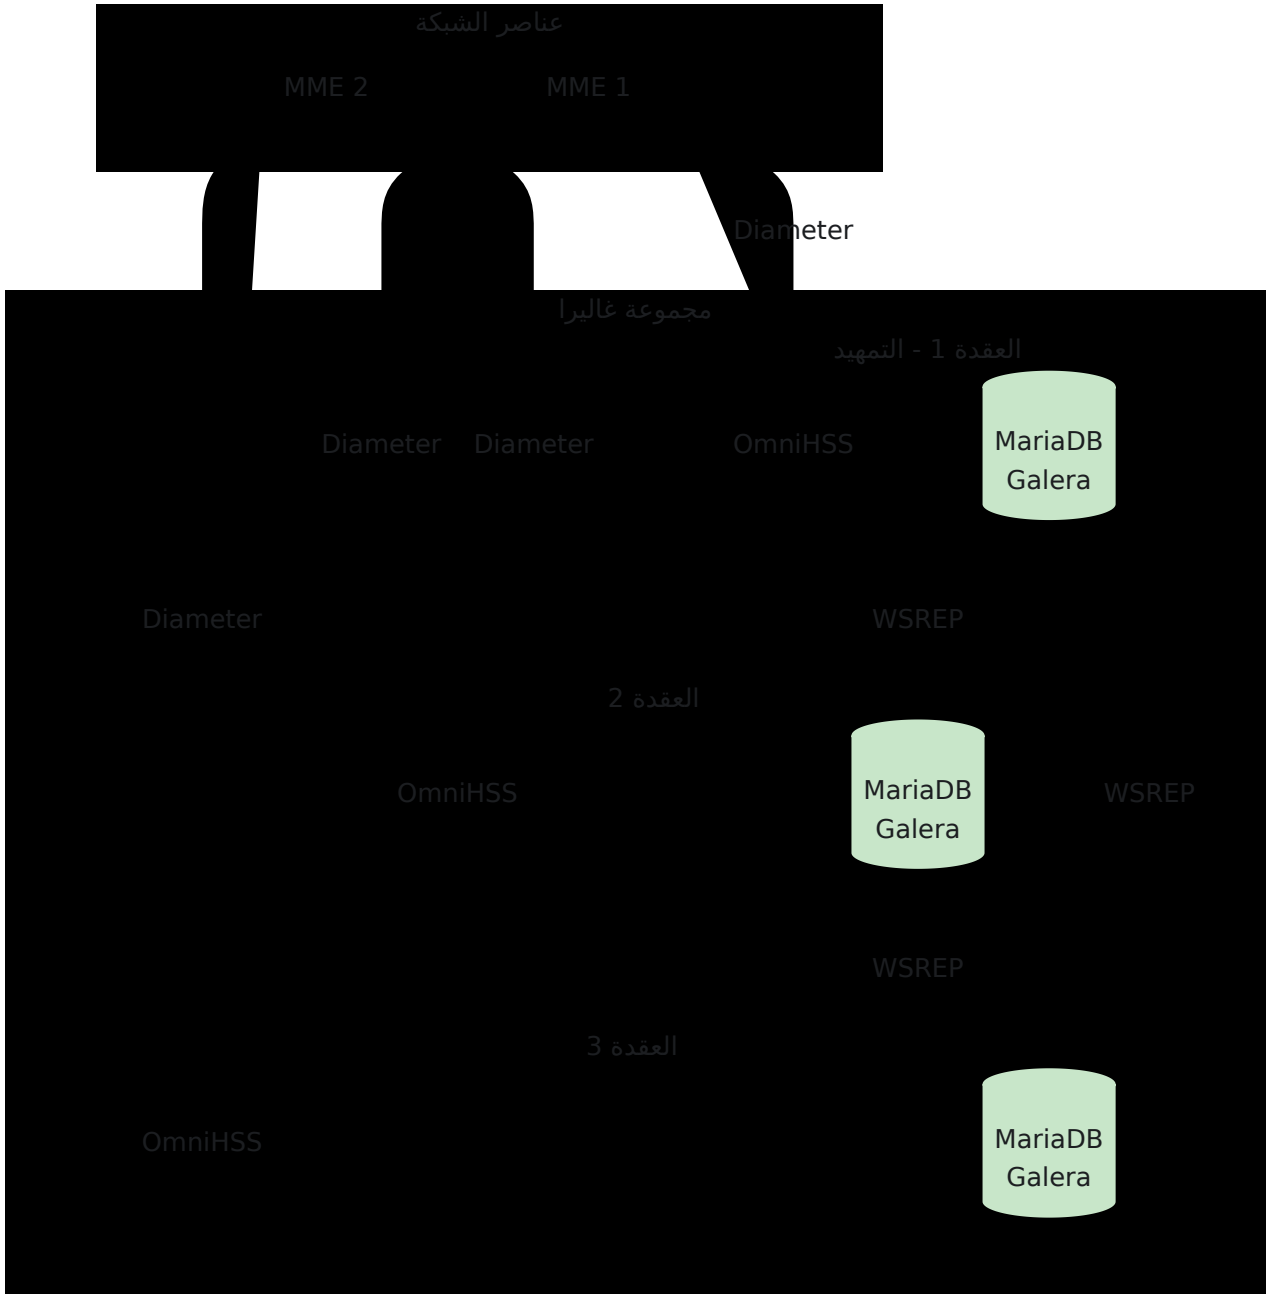 عناصر الشبكة
MME 2
MME 1
Diameter
مجموعة غاليرا
العقدة 1 - التمهيد
Diameter
Diameter
OmniHSS
MariaDB
Galera
Diameter
WSREP
العقدة 2
OmniHSS
MariaDB
Galera
WSREP
WSREP
العقدة 3
OmniHSS
MariaDB
Galera